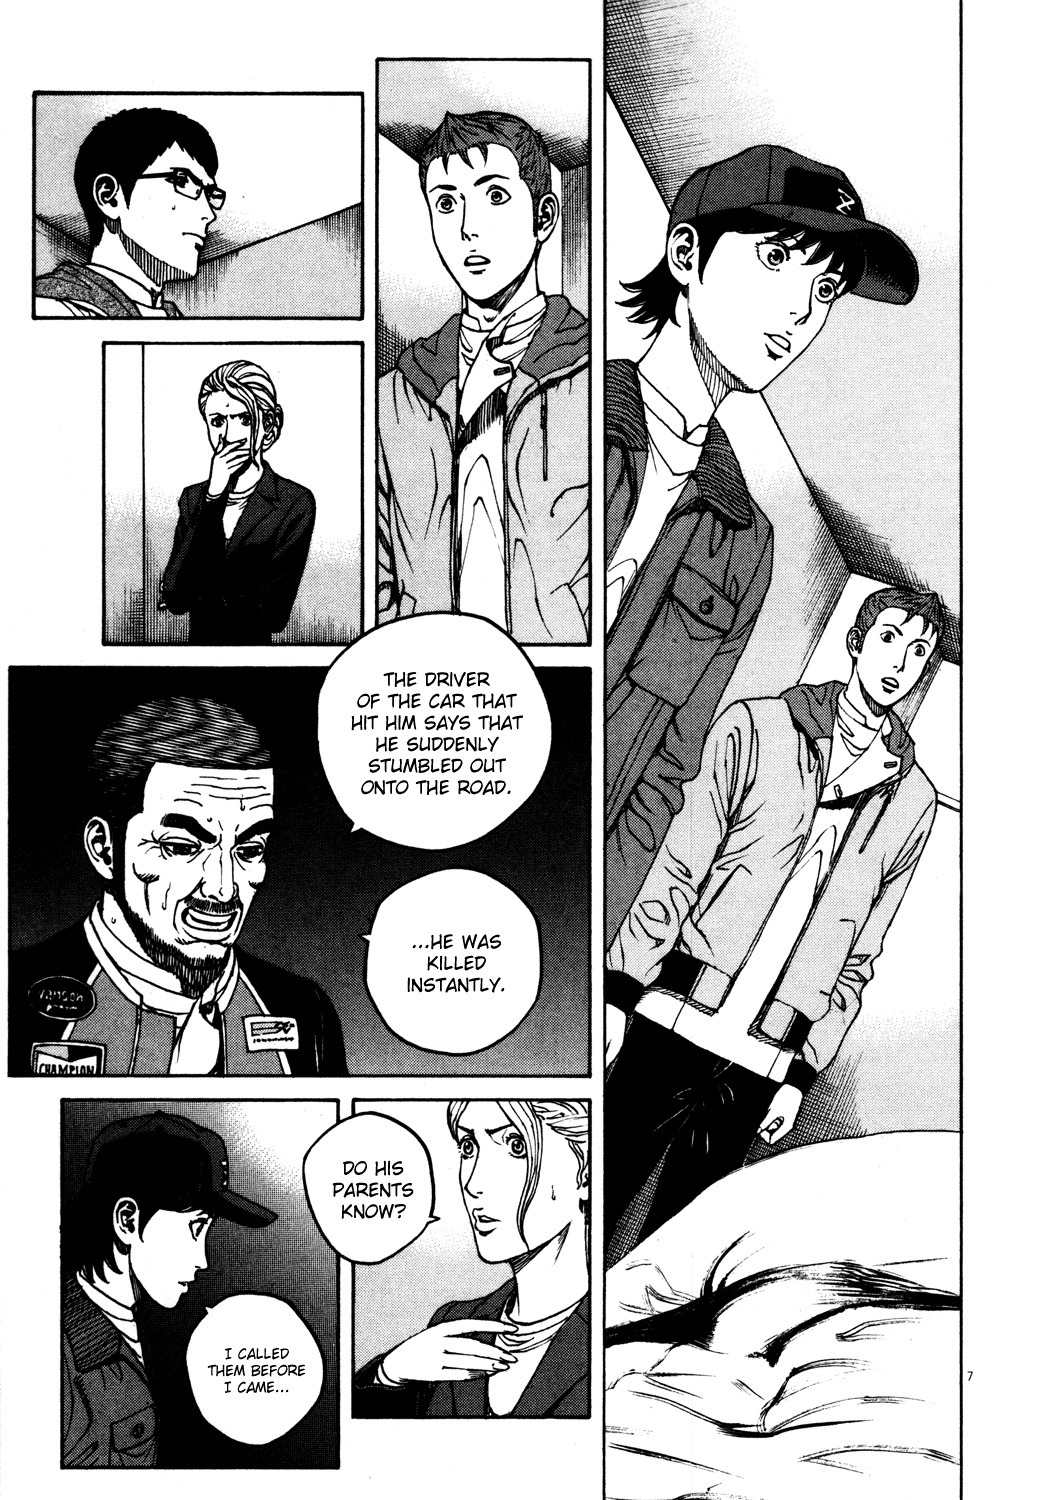 THE DRIVER
OF THE CAR THAT
HIT HIM SAYS THAT
HE SUDDENLY
STUMBLED OUT
ONTO THE ROAD.
...HE WAS
KILLED
INSTANTLY.
CHAMPION
DO HIS
PARENTS
KNOW?
I CALLED
THEM BEFORE
I CAME...
7